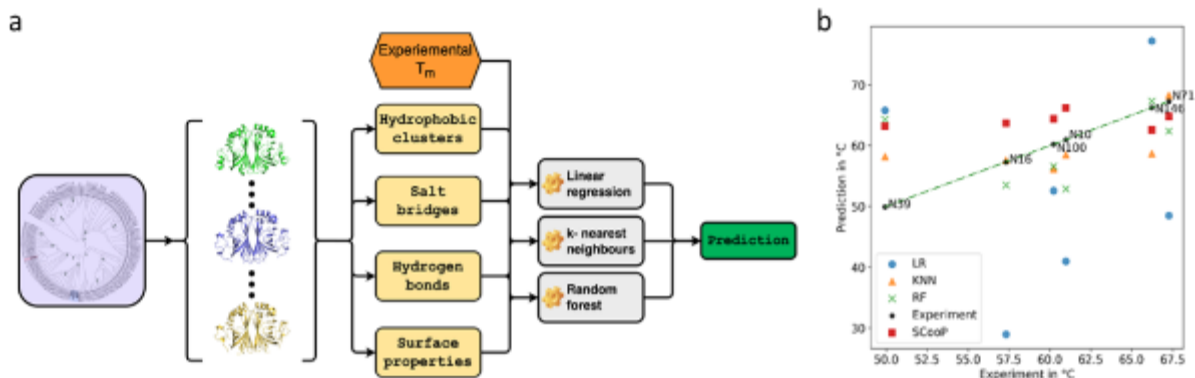 a
Experiemental
Tm
Hydrophobic
clusters
Salt
bridges
Hydrogen
bonds
Surface
properties
Linear
regression
k- nearest
neighbours
Random
forest
Prediction
b
Prediction in °C
70
60
50
40
30
N39
N16
N100
N10
N146
N71
LR
KNN
RF
Experiment
SCooP
50.0 52.5 55.0 57.5 60.0 62.5 65.0 67.5
Experiment in °C